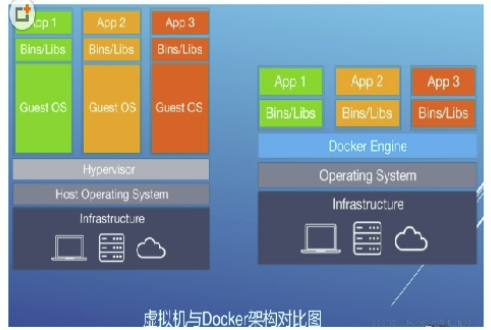 App 1
App 2
App 3
Bins/Libs
Bins/Libs
Bins/Libs
Guest OS
Guest OS
Guest OS
Hypervisor
Host Operating System
Infrastructure
App 1
App 2
App 3
Bins/Libs
Bins/Libs
Bins/Libs
Docker Engine
Operating System
Infrastructure
虚拟机与Docker架构对比图